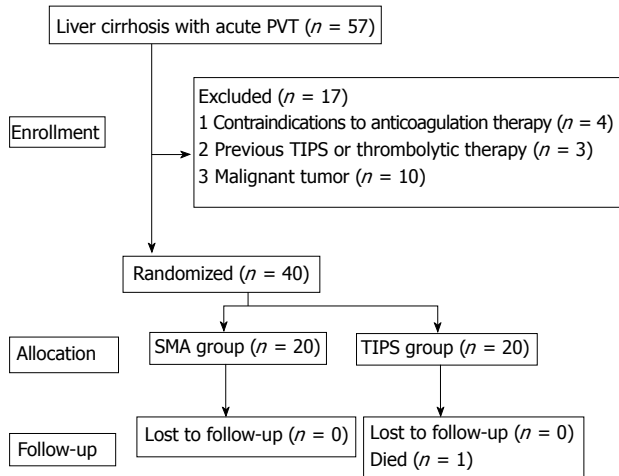 Liver cirrhosis with acute PVT (n = 57)
Enrollment
Excluded (n = 17)
1 Contraindications to anticoagulation therapy (n = 4)
2 Previous TIPS or thrombolytic therapy (n = 3)
3 Malignant tumor (n = 10)
Randomized (n = 40)
Allocation
SMA group (n = 20)
TIPS group (n = 20)
Follow-up
Lost to follow-up (n = 0)
Lost to follow-up (n = 0)
Died (n = 1)